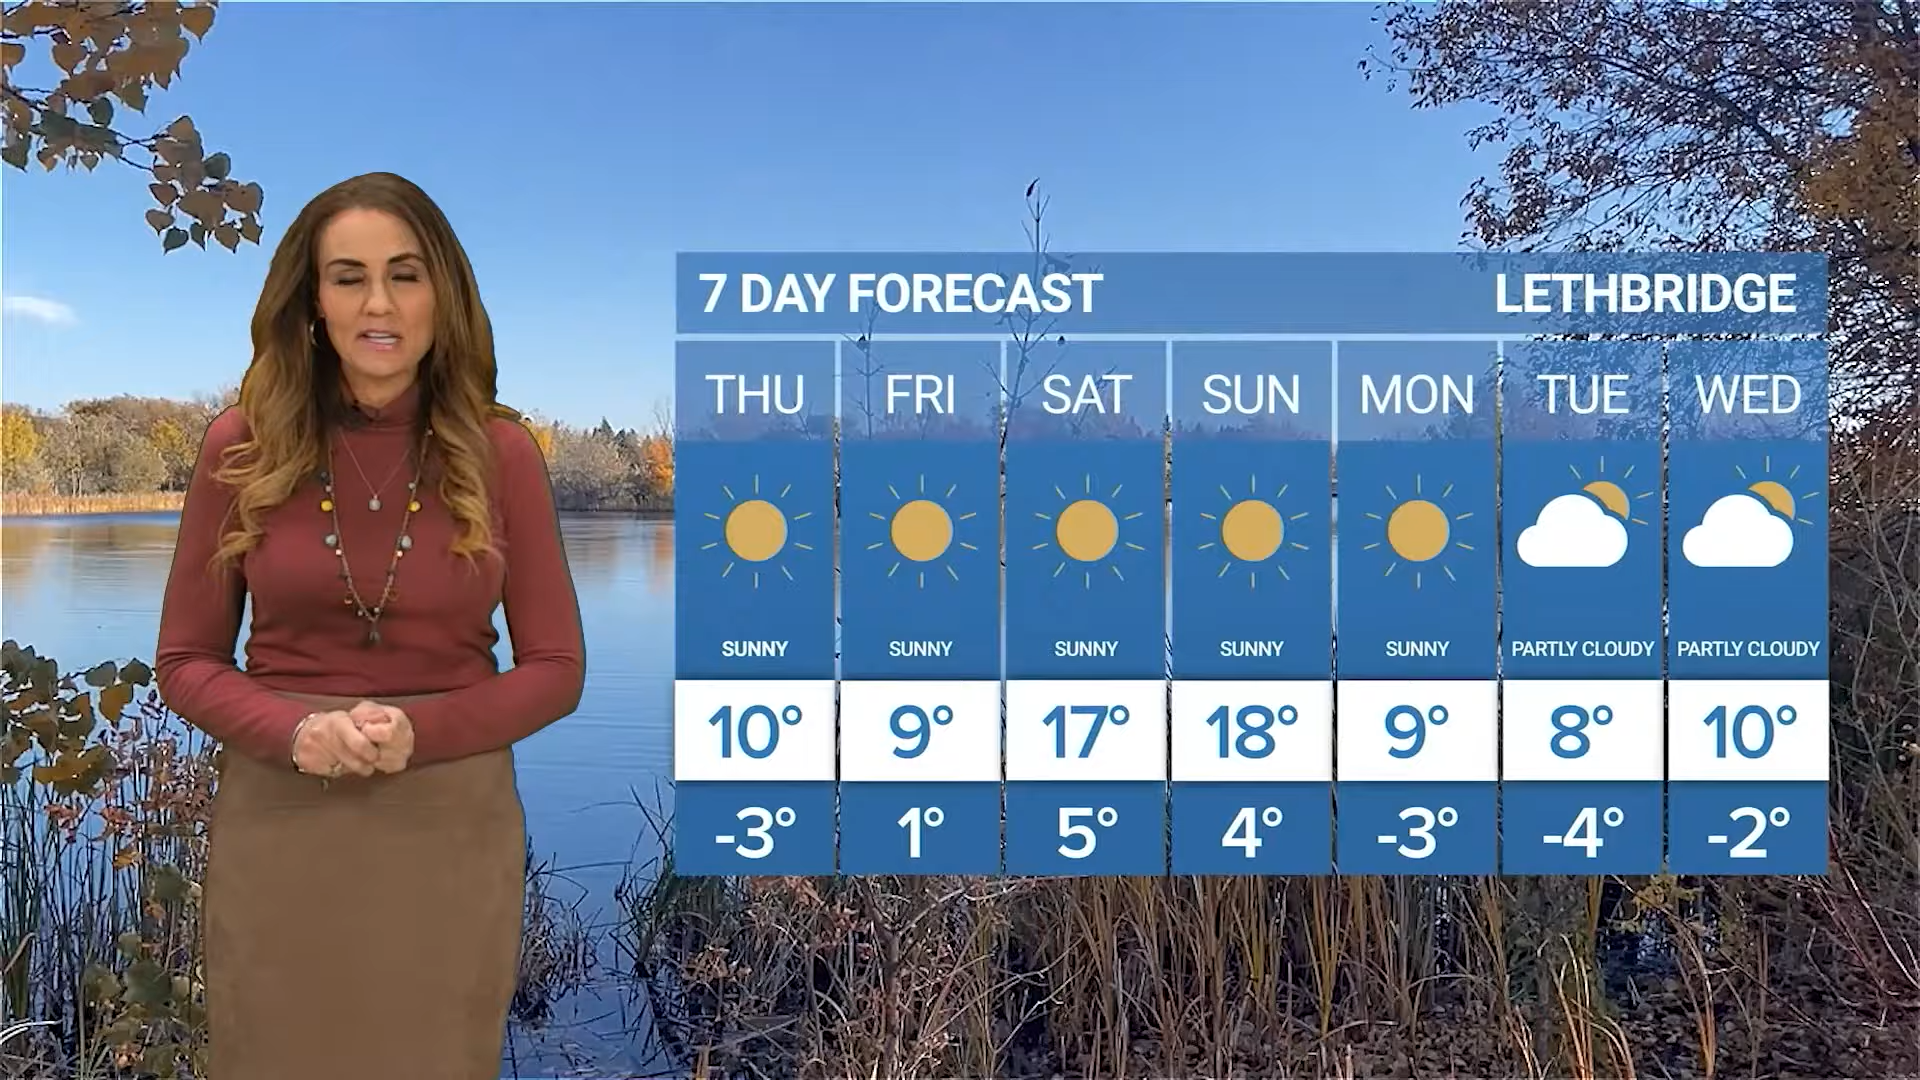 7 DAY FORECAST LETHBRIDGE
THU FRI SAT SUN MON TUE WED
SUNNY SUNNY SUNNY SUNNY SUNNY PARTLY CLOUDY PARTLY CLOUDY
10° 9° 17° 18° 9° 8° 10°
-3° 1° 5° 4° -3° -4° -2°